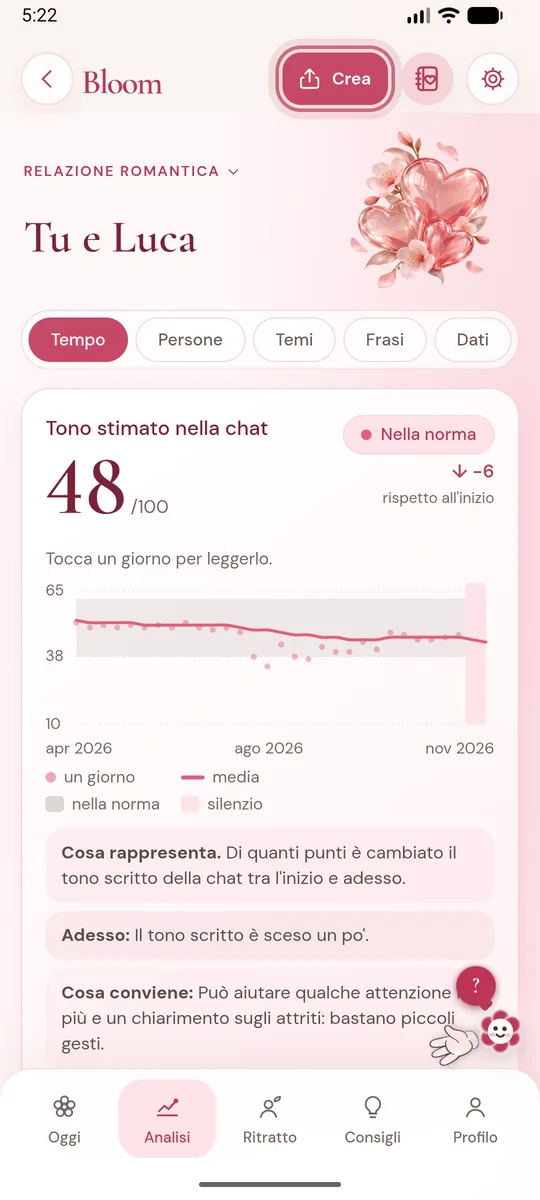 5:22
Bloom
Crea
RELAZIONE ROMANTICA
Tu e Luca
Tempo
Persone
Temi
Frasi
Dati
Tono stimato nella chat
Nella norma
48 /100
↓ -6
rispetto all'inizio
Tocca un giorno per leggerlo.
65
38
10
apr 2026
ago 2026
nov 2026
un giorno
media
nella norma
silenzio
Cosa rappresenta. Di quanti punti è cambiato il
tono scritto della chat tra l'inizio e adesso.
Adesso: Il tono scritto è sceso un po'.
Cosa conviene: Può aiutare qualche attenzione
più e un chiarimento sugli attriti: bastano piccoli
gesti.
?
Oggi
Analisi
Ritratto
Consigli
Profilo